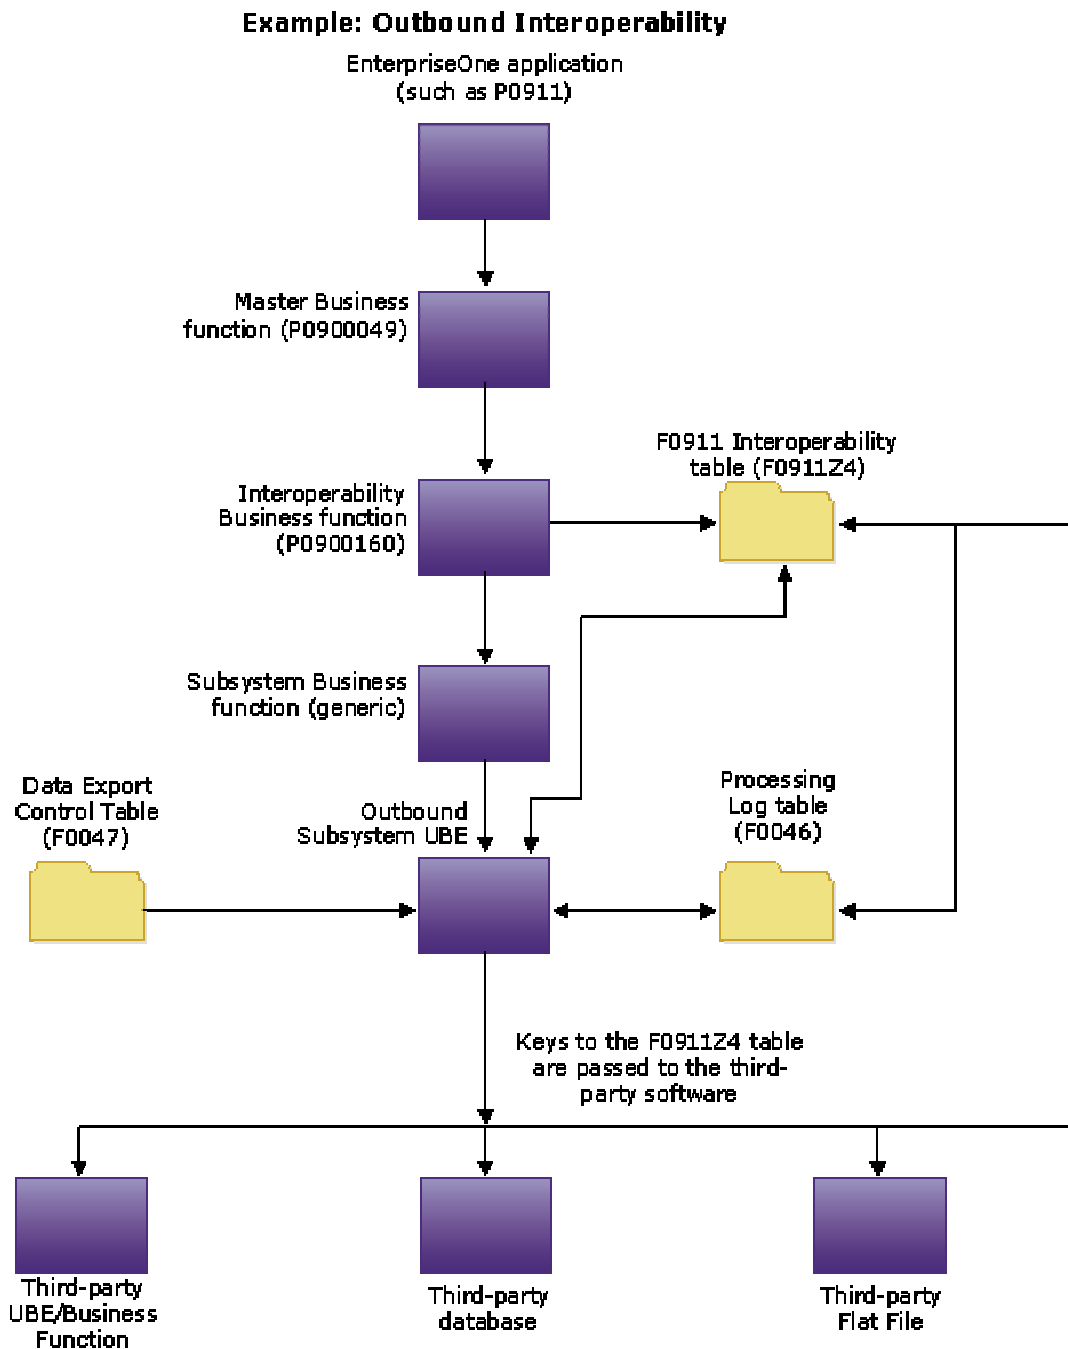 Example: Outbound Interoperability
EnterpriseOne application
(such as P0911)
Master Business
function (P0900049)
F0911 Interoperability
table (F0911Z4)
Interoperability
Business function
(P0900160)
Subsystem Business
function (generic)
Data Export
Control Table
(F0047)
Outbound
Subsystem UBE
Processing
Log table
(F0046)
Keys to the F0911Z4 table
are passed to the third-
party software
Third-party
UBE/Business
Function
Third-party
database
Third-party
Flat File